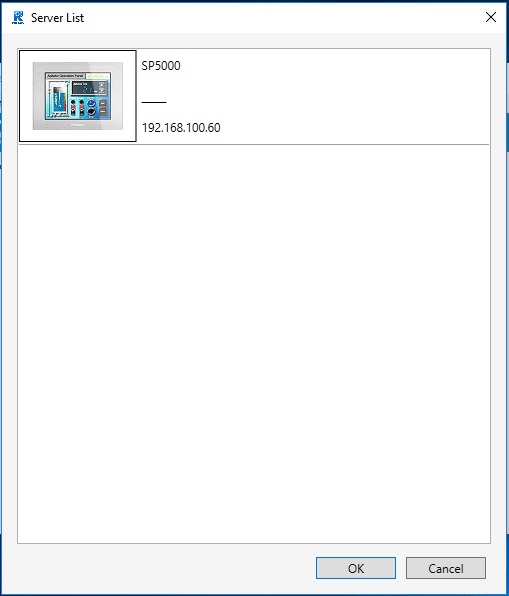 Server List
SP5000
——
192.168.100.60
OK
Cancel